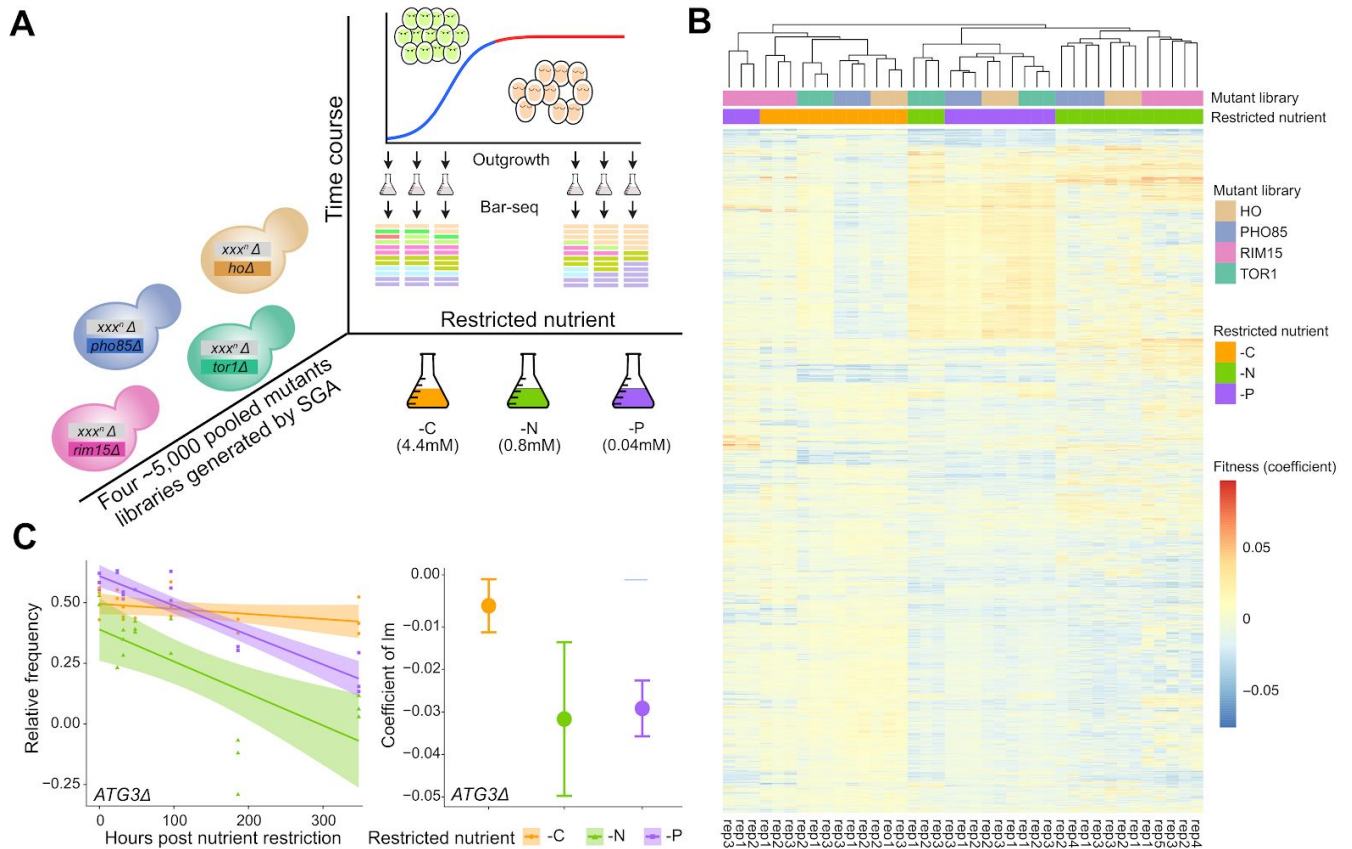 A
Time course
Outgrowth
Bar-seq
Restricted nutrient
xxxⁿ Δ
hoΔ
xxxⁿ Δ
pho85Δ
xxxⁿ Δ
tor1Δ
xxxⁿ Δ
rim15Δ
Four ~5,000 pooled mutants
libraries generated by SGA
-C
(4.4mM)
-N
(0.8mM)
-P
(0.04mM)
B
Mutant library
Restricted nutrient
Mutant library
HO
PHO85
RIM15
TOR1
Restricted nutrient
-C
-N
-P
Fitness (coefficient)
0.05
0
−0.05
C
Relative frequency
0.50
0.25
0.00
−0.25
ATG3Δ
0
100
200
300
Hours post nutrient restriction
Coefficient of lm
0.00
−0.01
−0.02
−0.03
−0.04
−0.05
ATG3Δ
Restricted nutrient -C -N -P